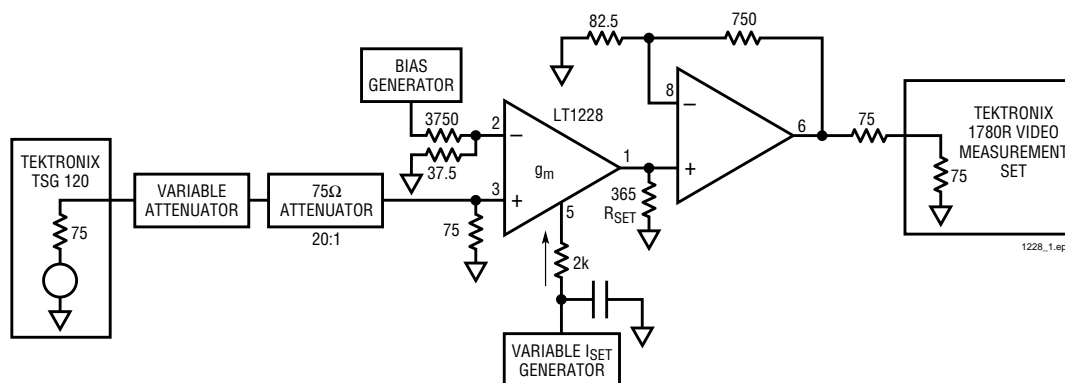 82.5
750
BIAS
GENERATOR
3750
37.5
2
−
LT1228
gm
3
+
5
1
8
−
+
6
75
TEKTRONIX
1780R VIDEO
MEASUREMENT
SET
75
TEKTRONIX
TSG 120
75
VARIABLE
ATTENUATOR
75Ω
ATTENUATOR
20:1
75
365
RSET
2k
VARIABLE ISET
GENERATOR